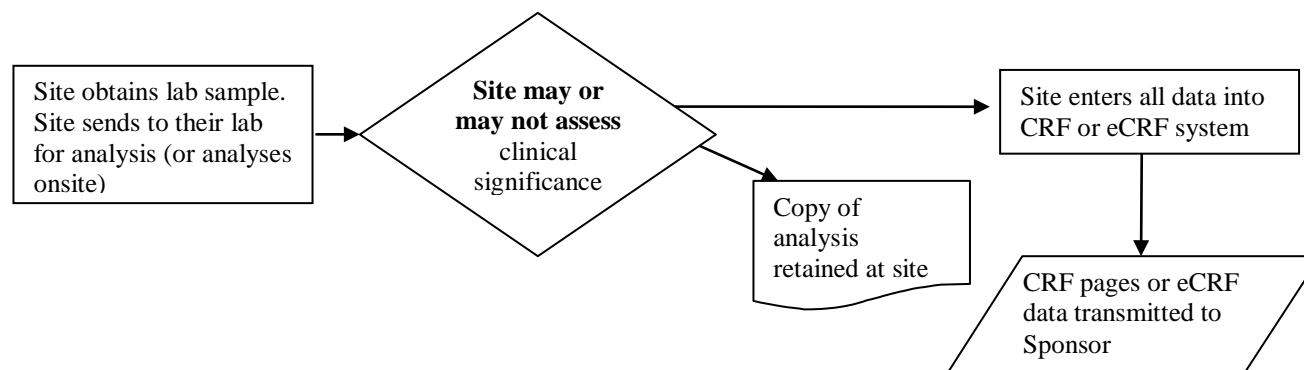 Site obtains lab sample.
Site sends to their lab
for analysis (or analyses
onsite)
Site may or
may not assess
clinical
significance
Site enters all data into
CRF or eCRF system
Copy of
analysis
retained at site
CRF pages or eCRF
data transmitted to
Sponsor